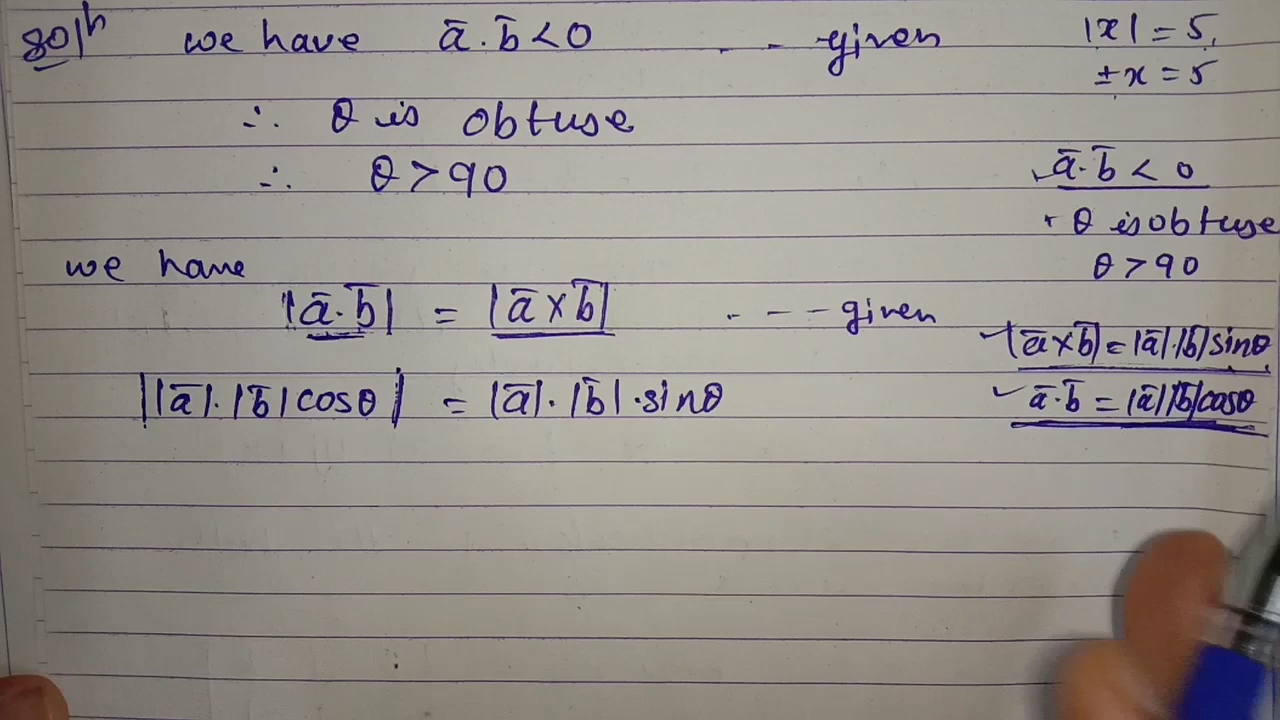 Solⁿ we have a̅.b̅<0 - - -given
∴ θ is obtuse
∴ θ > 90
we have
|a̅.b̅| = |a̅×b̅| - - - -given
||a̅|.|b̅|cosθ| = |a̅|.|b̅|.sinθ
|x| = 5,
±x = 5
a̅.b̅ < 0
θ is obtuse
θ > 90
|a̅×b̅|=|a̅|.|b̅|sinθ
a̅.b̅ = |a̅||b̅|cosθ